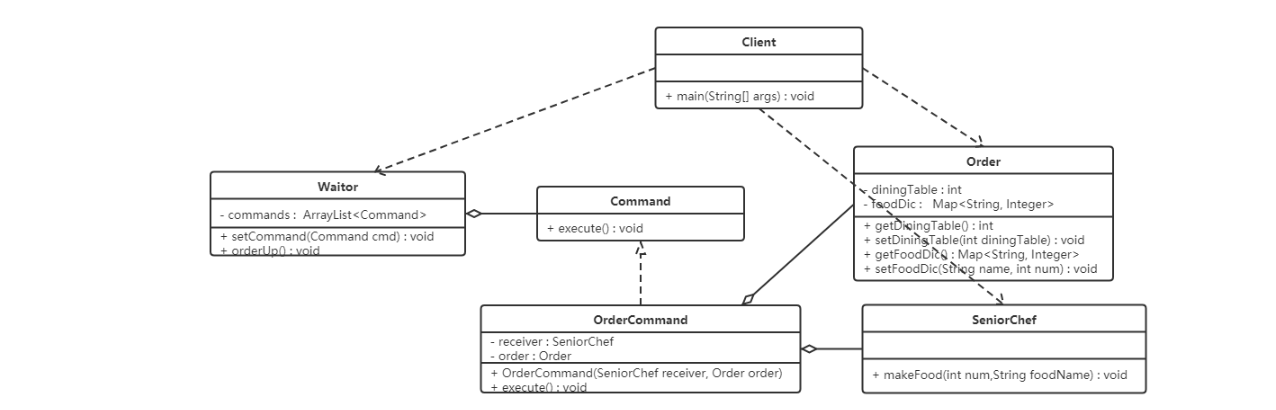 Client
+ main(String[] args) : void
Waitor
- commands :  ArrayList<Command>
+ setCommand(Command cmd) : void
+ orderUp() : void
Command
+ execute() : void
Order
- diningTable : int
- foodDic :   Map<String, Integer>
+ getDiningTable() : int
+ setDiningTable(int diningTable) : void
+ getFoodDic() : Map<String, Integer>
+ setFoodDic(String name, int num) : void
OrderCommand
- receiver : SeniorChef
- order : Order
+ OrderCommand(SeniorChef receiver, Order order)
+ execute() : void
SeniorChef
+ makeFood(int num,String foodName) : void